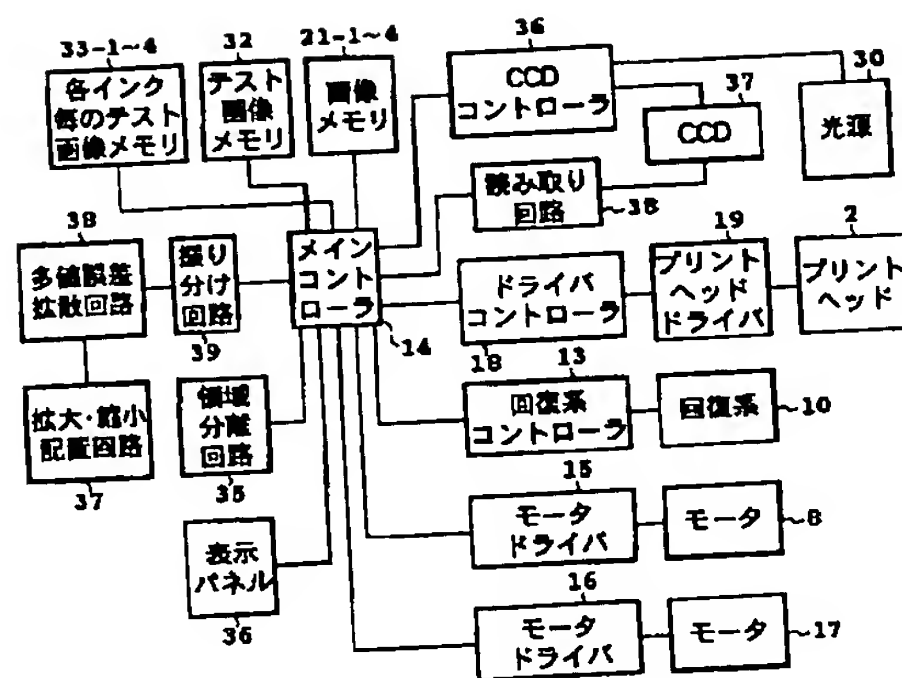 33-1~4
各インク
毎のテスト
画像メモリ
32
テスト
画像
メモリ
21-1~4
画像
メモリ
36
CCD
コントローラ
37
CCD
30
光源
読み取り
回路
38
38
多値誤差
拡散回路
振り
分け
回路
39
メイン
コント
ローラ
14
ドライバ
コントローラ
18
19
プリント
ヘッド
ドライバ
2
プリント
ヘッド
拡大・縮小
配置回路
37
領域
分離
回路
35
13
回復系
コントローラ
回復系
10
表示
パネル
36
15
モータ
ドライバ
モータ
8
16
モータ
ドライバ
モータ
17